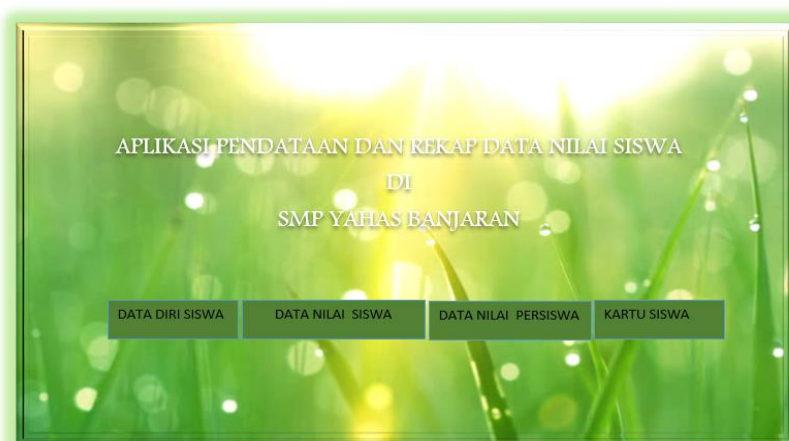 APLIKASI PENDATAAN DAN REKAP DATA NILAI SISWA
DI
SMP YAHAS BANJARAN
DATA DIRI SISWA
DATA NILAI SISWA
DATA NILAI PERSISWA
KARTU SISWA